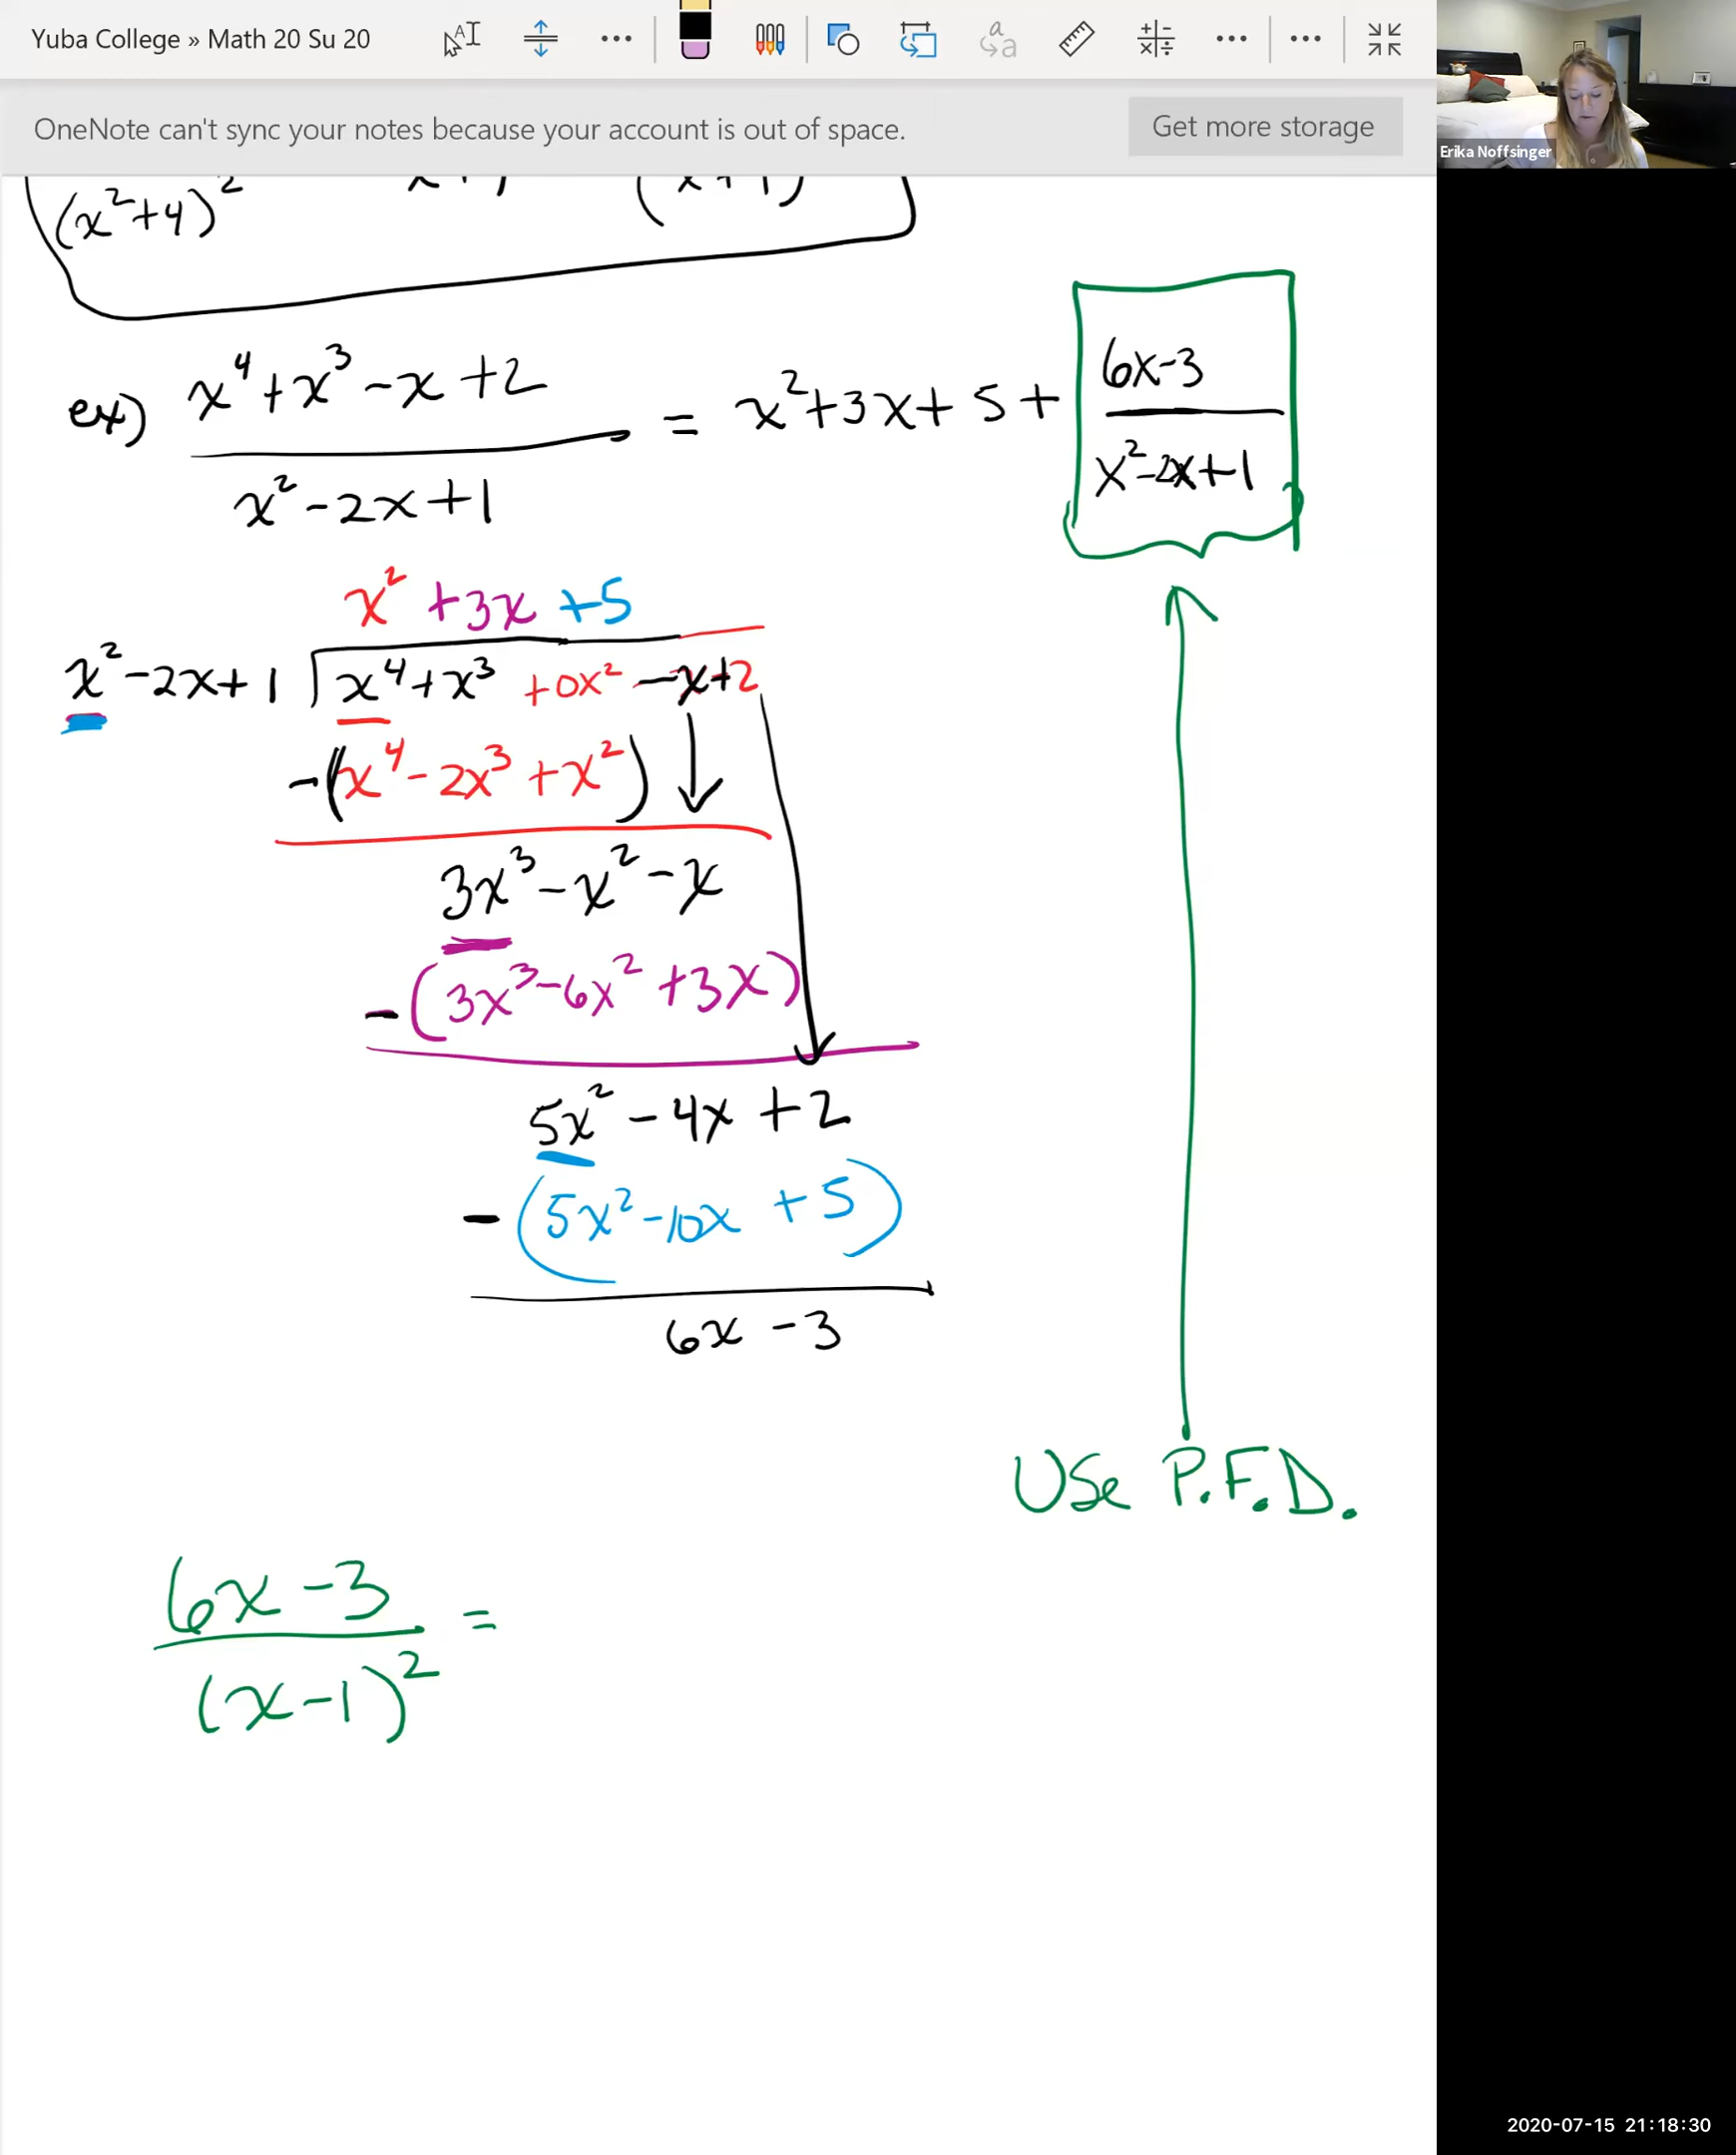 Yuba College » Math 20 Su 20
OneNote can't sync your notes because your account is out of space.
Get more storage
Erika Noffsinger
(x²+4)²
ex) x⁴+x³-x+2 = x²+3x+5+ 6x-3
x²-2x+1 x²-2x+1
x² +3x +5
x²-2x+1 x⁴+x³ +0x² -x+2
-(x⁴-2x³+x²)
3x³-x²-x
-(3x³-6x²+3x)
5x²-4x+2
-(5x²-10x+5)
6x-3
Use P.F.D.
6x-3 =
(x-1)²
2020-07-15 21:18:30